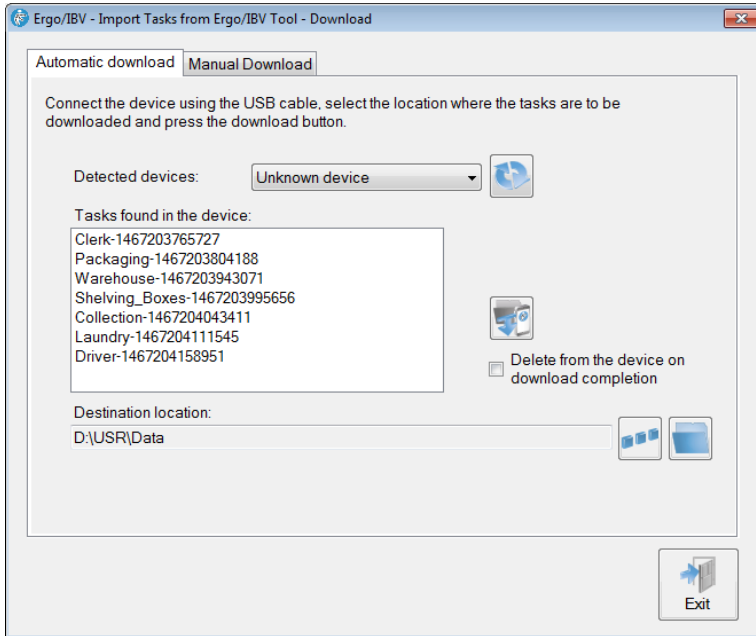 Ergo/IBV - Import Tasks from Ergo/IBV Tool - Download
Automatic download
Manual Download
Connect the device using the USB cable, select the location where the tasks are to be
downloaded and press the download button.
Detected devices:
Unknown device
Tasks found in the device:
Clerk-1467203765727
Packaging-1467203804188
Warehouse-1467203943071
Shelving_Boxes-1467203995656
Collection-1467204043411
Laundry-1467204111545
Driver-1467204158951
Delete from the device on
download completion
Destination location:
D:\USR\Data
Exit